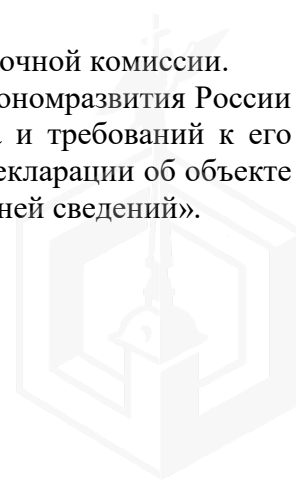 очной комиссии.
ономразвития России
и требований к его
екларации об объекте
ней сведений».